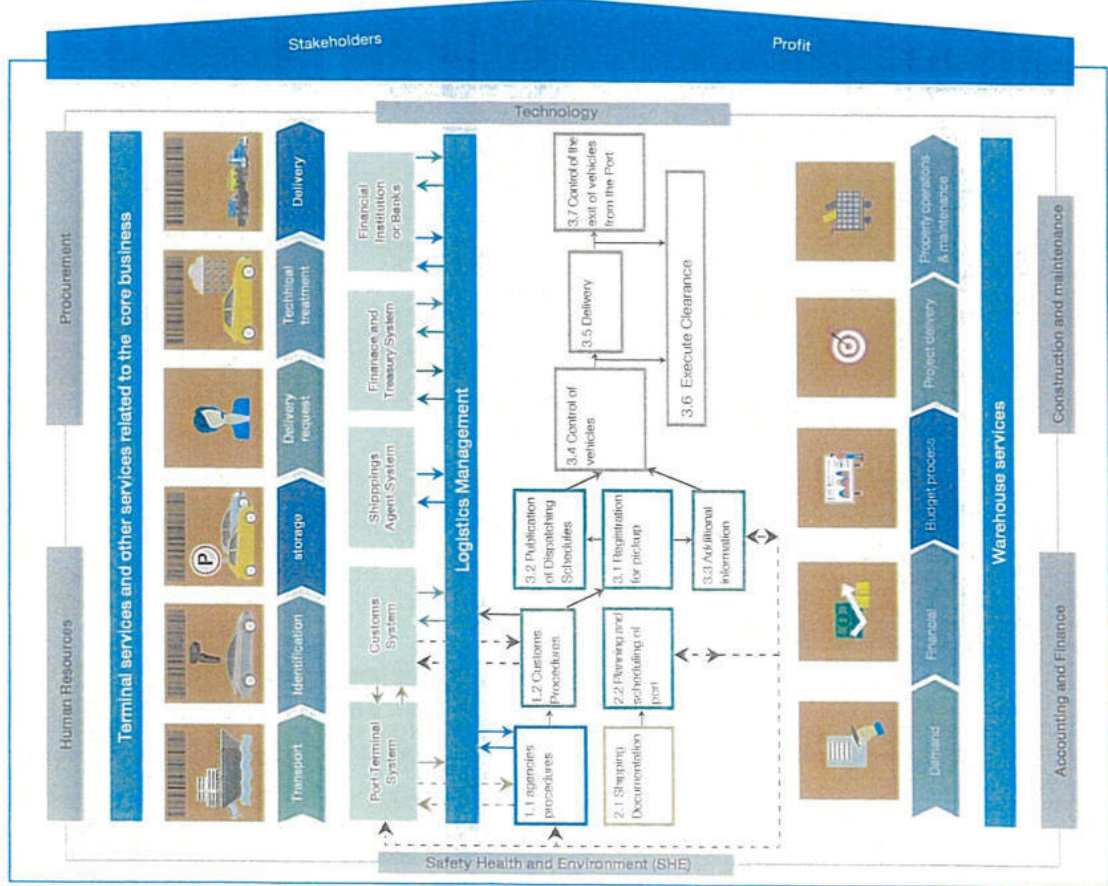 Stakeholders
Profit
Technology
Human Resources
Procurement
Terminal services and other services related to the core business
P
Transport
Identification
storage
Delivery
request
Techhical
treatment
Delivery
Port Terminal
System
Customs
System
Shipppings
Agent System
Finanace and
Treasury System
Financial
Institution
or Banks
Logistics Management
1.1 agencies
procedures
1.2 Customs
Procedures
3.2 Publication
of Dispatching
Schedules
2.1 Shipping
Documentation
2.2 Planning and
scheduling of
port
3.1 Registration
for pickup
3.3 Additional
information
3.4 Control of
vehicles
3.5 Delivery
3.7 Control of the
exit of vehicles
from the Port
3.6 Execute Clearance
Demand
Financial
Budget process
Project delivery
Property operations
& maintenance
Warehouse services
Accounting and Finance
Construction and maintenance
Safety Health and Environment (SHE)